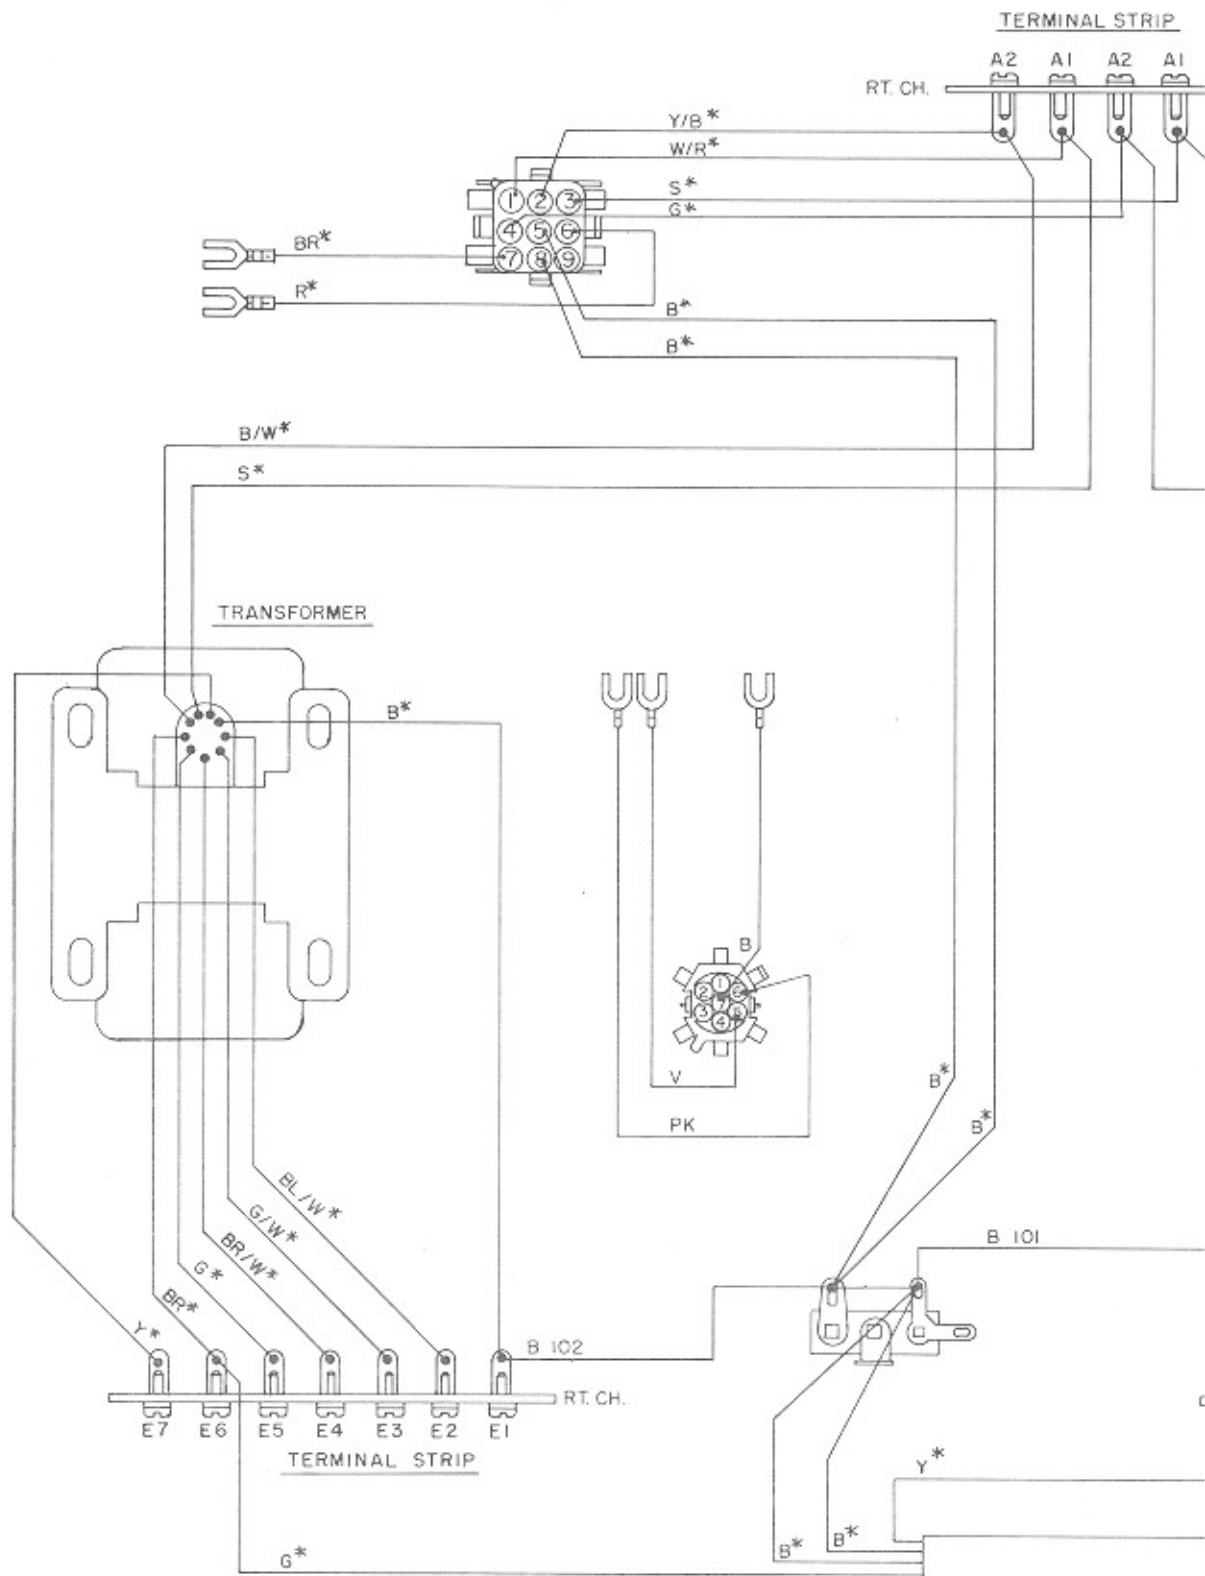 TERMINAL STRIP
A2 A1 A2 A1
RT. CH.
Y/B*
W/R*
S*
G*
1 2 3
4 5 6
7 8 9
BR*
R*
B*
B*
B/W*
S*
TRANSFORMER
B*
B
1
2 6
7
3 5
4
V
PK
B*
B*
BL/W*
G/W*
BR/W*
G*
BR*
Y*
B 101
B 102
RT. CH.
E7 E6 E5 E4 E3 E2 E1
TERMINAL STRIP
Y*
B*
B*
G*